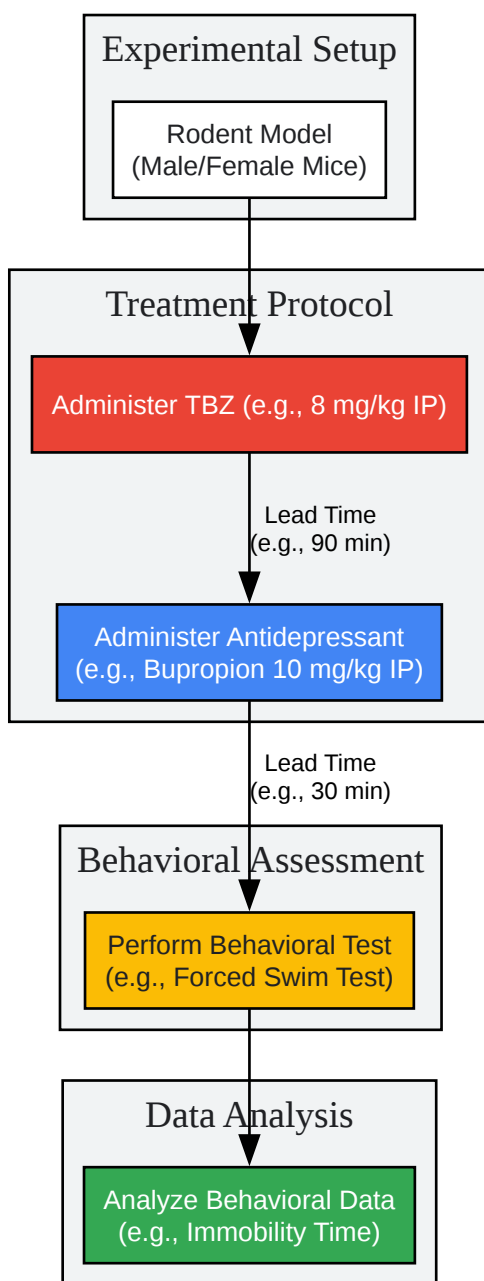 Experimental Setup
Rodent Model
(Male/Female Mice)
Treatment Protocol
Administer TBZ (e.g., 8 mg/kg IP)
Lead Time
(e.g., 90 min)
Administer Antidepressant
(e.g., Bupropion 10 mg/kg IP)
Lead Time
(e.g., 30 min)
Behavioral Assessment
Perform Behavioral Test
(e.g., Forced Swim Test)
Data Analysis
Analyze Behavioral Data
(e.g., Immobility Time)